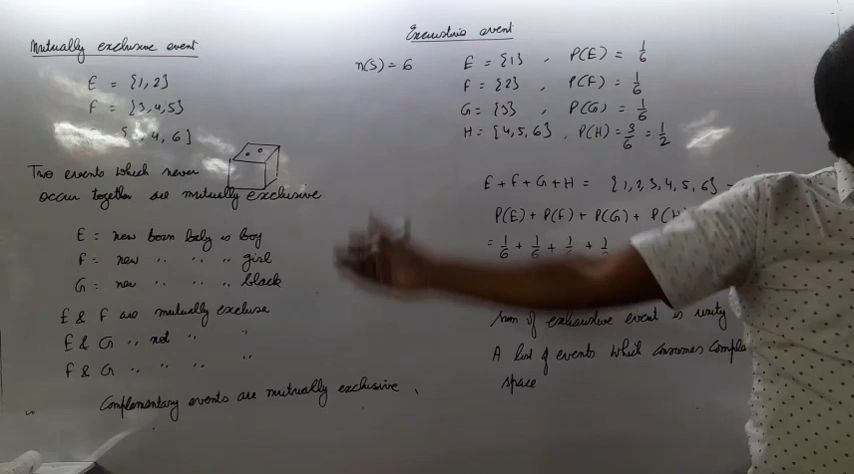 Mutually exclusive event
E = {1,2}
F = {3,4,5}
{ , 4, 6}
Two events which never
occur together are mutually exclusive
E = new born baby is boy
F = new " " " girl
G = new " " " black
E & F are mutually excluse
E & G " not " "
F & G " " " "
Complementary events are mutually exclusive .
event
n(S) = 6
E = {1} , P(E) = 1/6
F = {2} , P(F) = 1/6
G = {3} , P(G) = 1/6
H = {4,5,6} , P(H) = 3/6 = 1/2
E + F + G + H = {1,2,3,4,5,6}
P(E) + P(F) + P(G) + P(H
= 1/6 + 1/6 + 1/6 + 1
Sum of exhaustive event is unity
A list of events which consumes comple
space